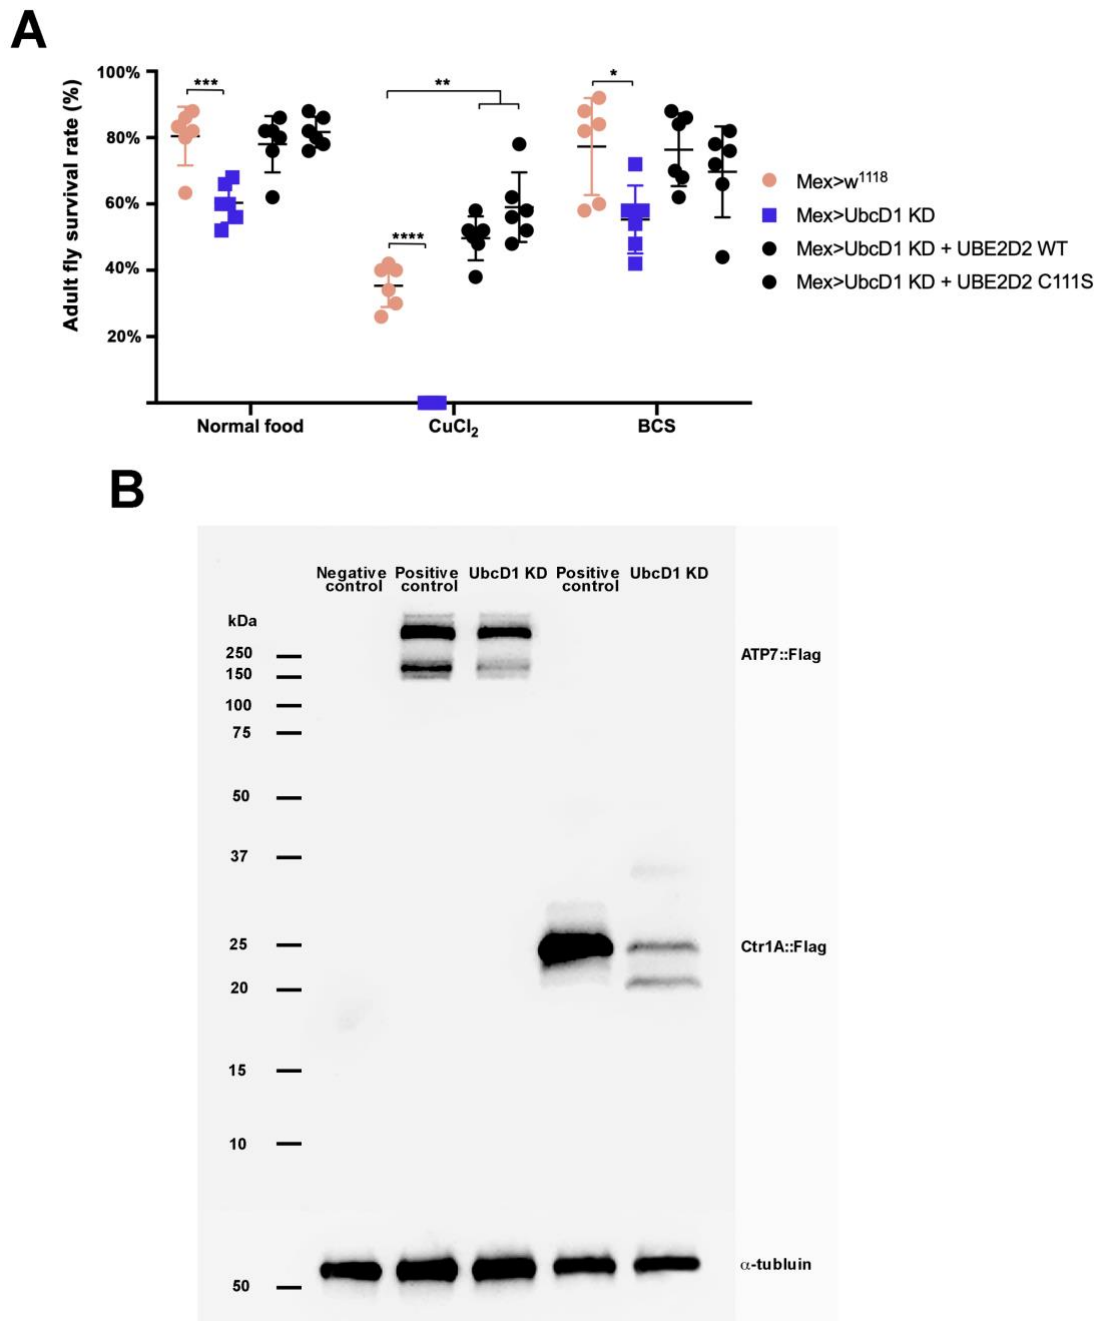 A
Adult fly survival rate (%)
100%
80%
60%
40%
20%
***
****
**
*
Normal food
CuCl₂
BCS
Mex>w¹¹¹⁸
Mex>UbcD1 KD
Mex>UbcD1 KD + UBE2D2 WT
Mex>UbcD1 KD + UBE2D2 C111S
B
Negative control
Positive control
UbcD1 KD
Positive control
UbcD1 KD
kDa
250
150
100
75
50
37
25
20
15
10
50
ATP7::Flag
Ctr1A::Flag
α-tubluin